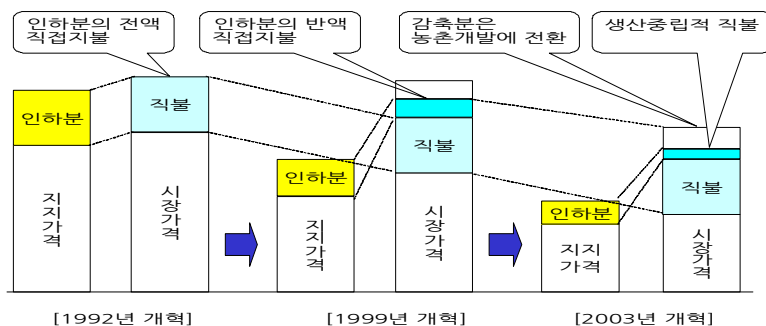 인하분의 전액
직접지불
인하분의 반액
직접지불
감축분은
농촌개발에 전환
생산중립적 직불
인하분
지지가격
직불
시장가격
인하분
지지가격
직불
시장가격
인하분
지지
가격
직불
시장가격
[1992년 개혁]
[1999년 개혁]
[2003년 개혁]